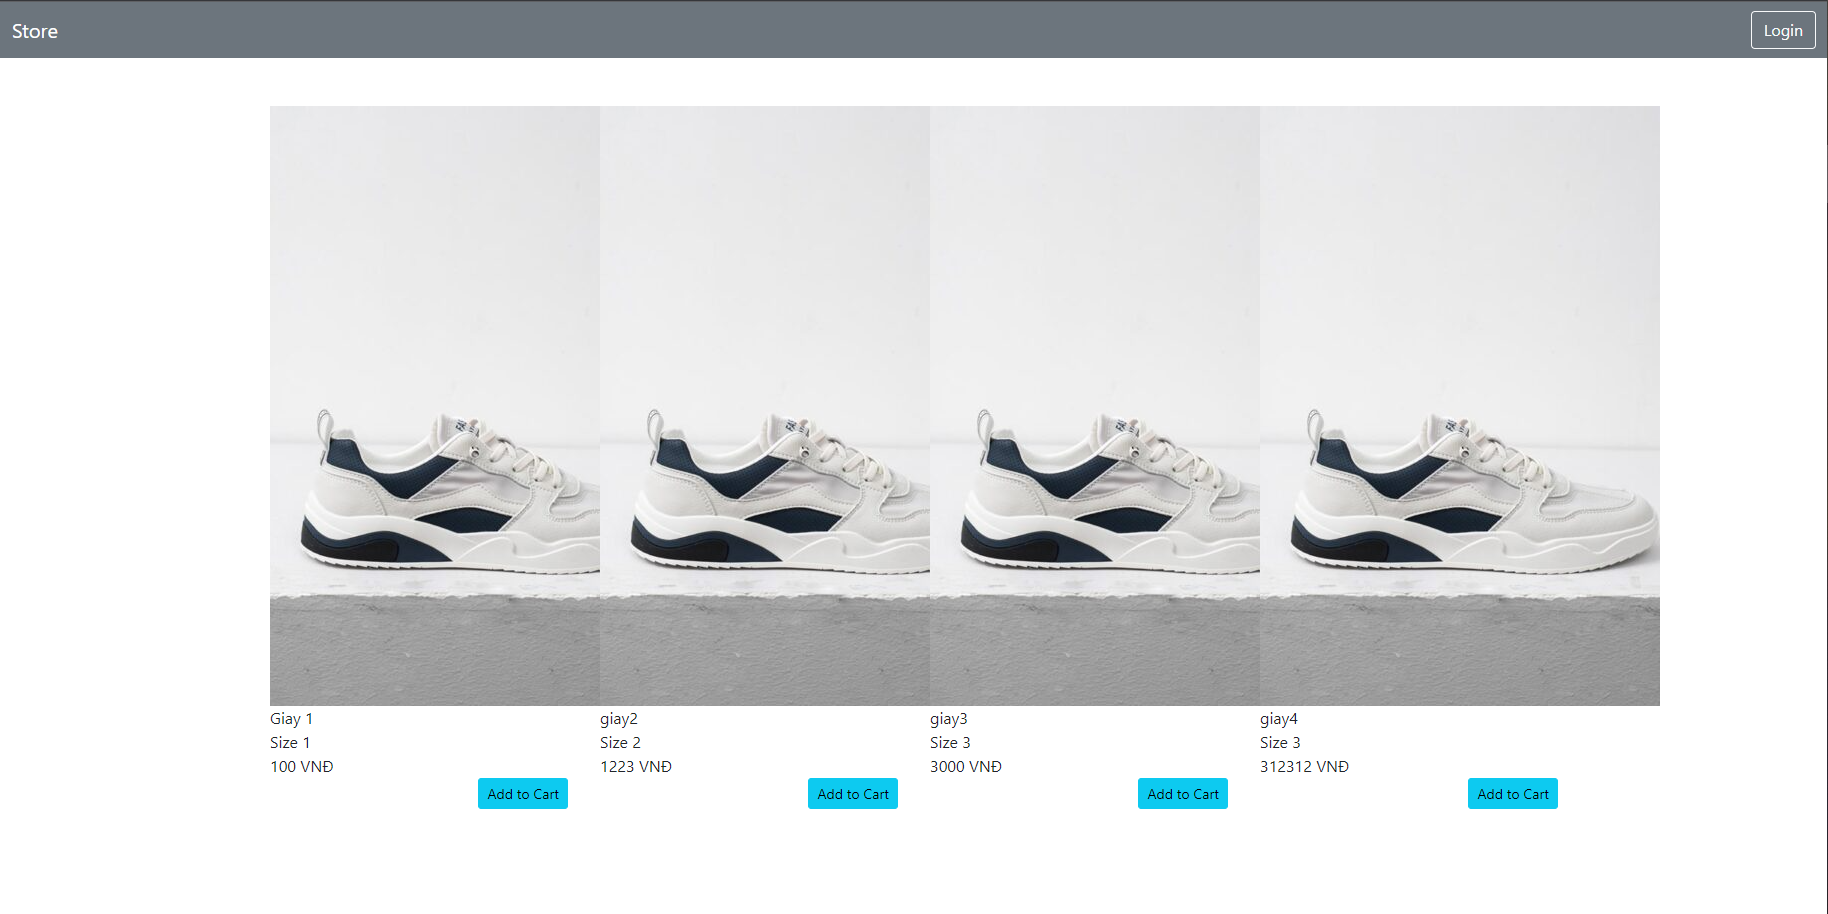 Store
Login
Giay 1
Size 1
100 VNĐ
Add to Cart
giay2
Size 2
1223 VNĐ
Add to Cart
giay3
Size 3
3000 VNĐ
Add to Cart
giay4
Size 3
312312 VNĐ
Add to Cart